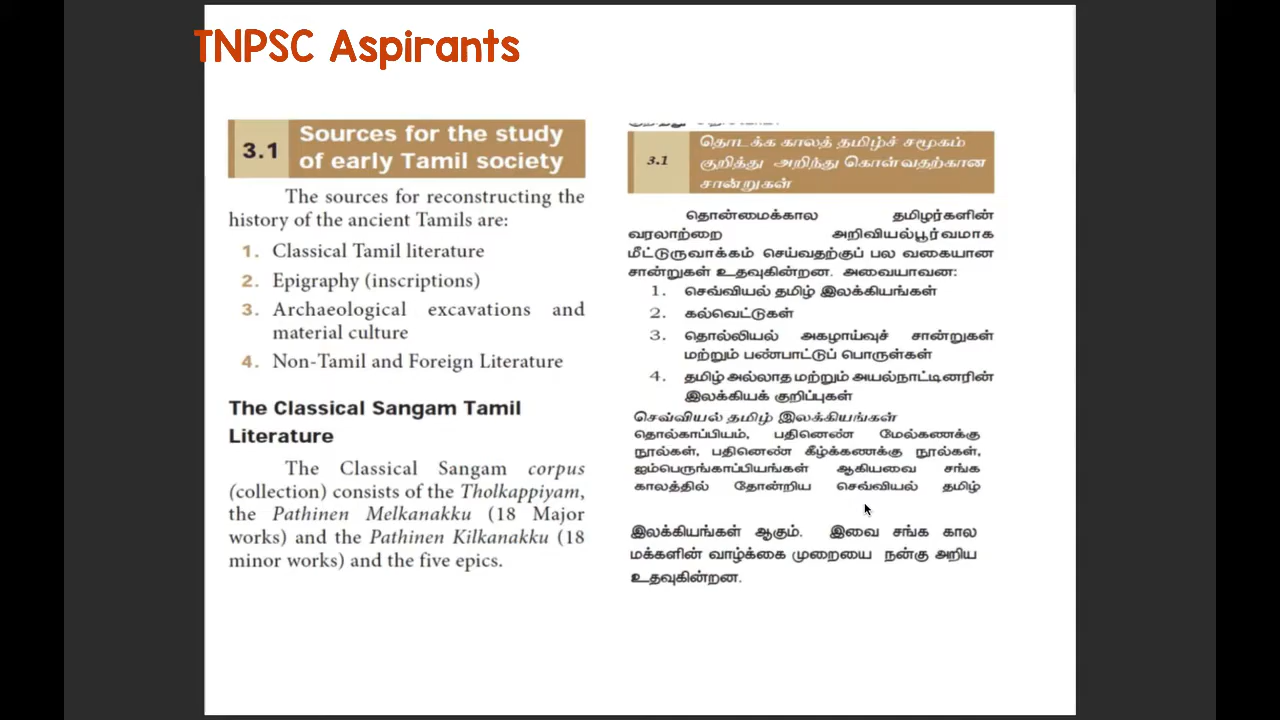 TNPSC Aspirants
3.1
Sources for the study
of early Tamil society
The sources for reconstructing the
history of the ancient Tamils are:
1. Classical Tamil literature
2. Epigraphy (inscriptions)
3. Archaeological excavations and
material culture
4. Non-Tamil and Foreign Literature
The Classical Sangam Tamil
Literature
The Classical Sangam corpus
(collection) consists of the Tholkappiyam,
the Pathinen Melkanakku (18 Major
works) and the Pathinen Kilkanakku (18
minor works) and the five epics.
3.1
தொடக்க காலத் தமிழ்ச் சமூகம்
குறித்து அறிந்து கொள்வதற்கான
சான்றுகள்
தொன்மைக்கால தமிழர்களின்
வரலாற்றை அறிவியல்பூர்வமாக
மீட்டுருவாக்கம் செய்வதற்குப் பல வகையான
சான்றுகள் உதவுகின்றன. அவையாவன:
1. செவ்வியல் தமிழ் இலக்கியங்கள்
2. கல்வெட்டுகள்
3. தொல்லியல் அகழாய்வுச் சான்றுகள்
மற்றும் பண்பாட்டுப் பொருள்கள்
4. தமிழ் அல்லாத மற்றும் அயல்நாட்டினரின்
இலக்கியக் குறிப்புகள்
செவ்வியல் தமிழ் இலக்கியங்கள்
தொல்காப்பியம், பதினெண் மேல்கணக்கு
நூல்கள், பதினெண் கீழ்க்கணக்கு நூல்கள்,
ஐம்பெருங்காப்பியங்கள் ஆகியவை சங்க
காலத்தில் தோன்றிய செவ்வியல் தமிழ்
இலக்கியங்கள் ஆகும். இவை சங்க கால
மக்களின் வாழ்க்கை முறையை நன்கு அறிய
உதவுகின்றன.